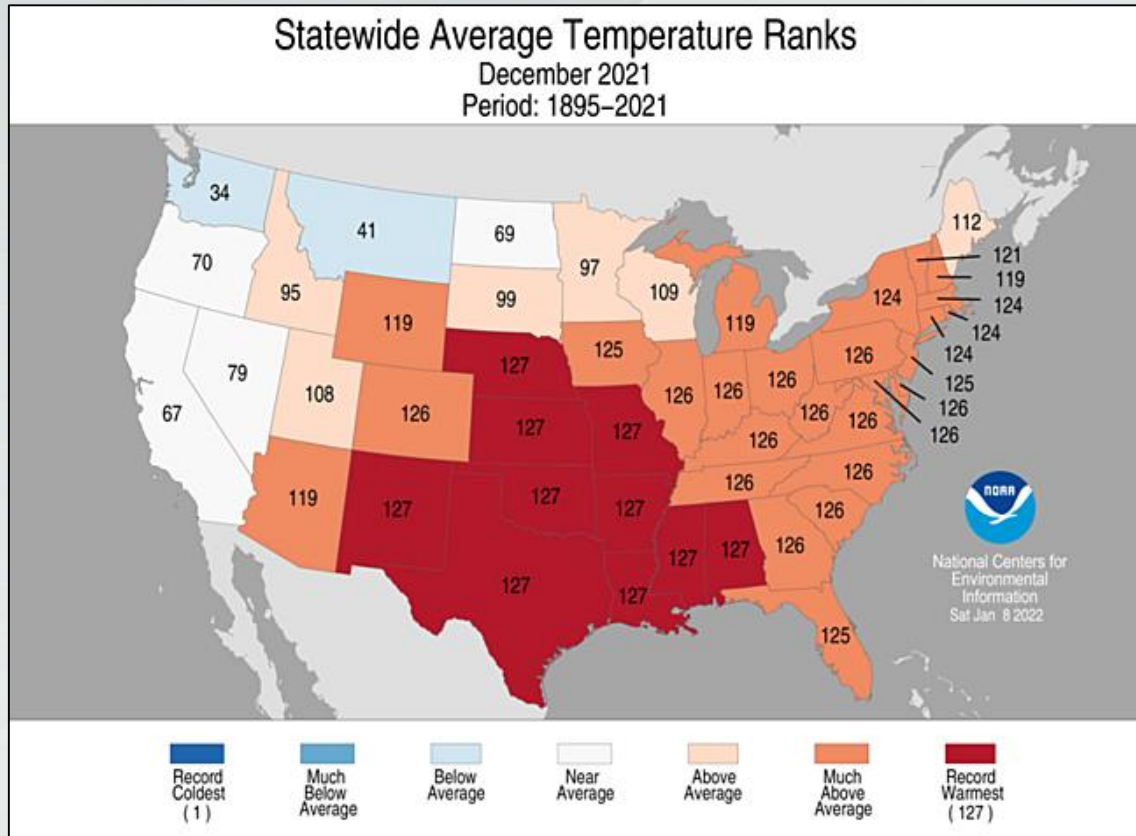 Statewide Average Temperature Ranks
December 2021
Period: 1895–2021
34
41
69
97
109
112
70
95
119
99
119
124
121
119
124
124
124
125
126
126
67
79
108
126
127
125
126
126
126
126
126
126
126
127
127
119
127
127
127
126
126
126
126
127
127
127
127
125
NOAA
National Centers for
Environmental
Information
Sat Jan 8 2022
Record
Coldest
( 1 )
Much
Below
Average
Below
Average
Near
Average
Above
Average
Much
Above
Average
Record
Warmest
( 127 )